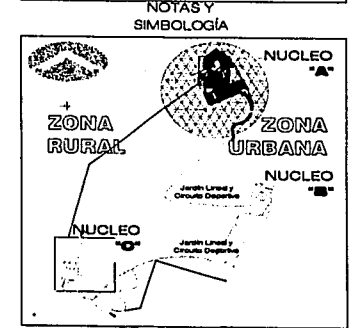 NOTAS Y
SIMBOLOGÍA
NUCLEO
"A"
ZONA
RURAL
ZONA
URBANA
NUCLEO
"B"
Jardín Lineal y
Circuito Deportivo
NUCLEO
"C"
Jardín Lineal y
Circuito Deportivo